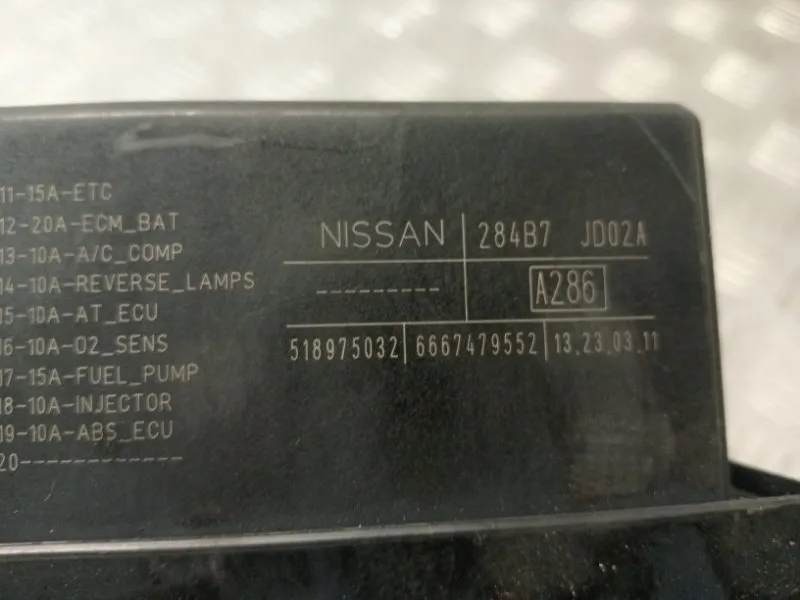 11-15A-ETC
12-20A-ECM_BAT
13-10A-A/C_COMP
14-10A-REVERSE_LAMPS
15-10A-AT_ECU
16-10A-O2_SENS
17-15A-FUEL_PUMP
18-10A-INJECTOR
19-10A-ABS_ECU
20------------
NISSAN 284B7 JD02A
--------- A286
518975032 6667479552 13.23.03.11